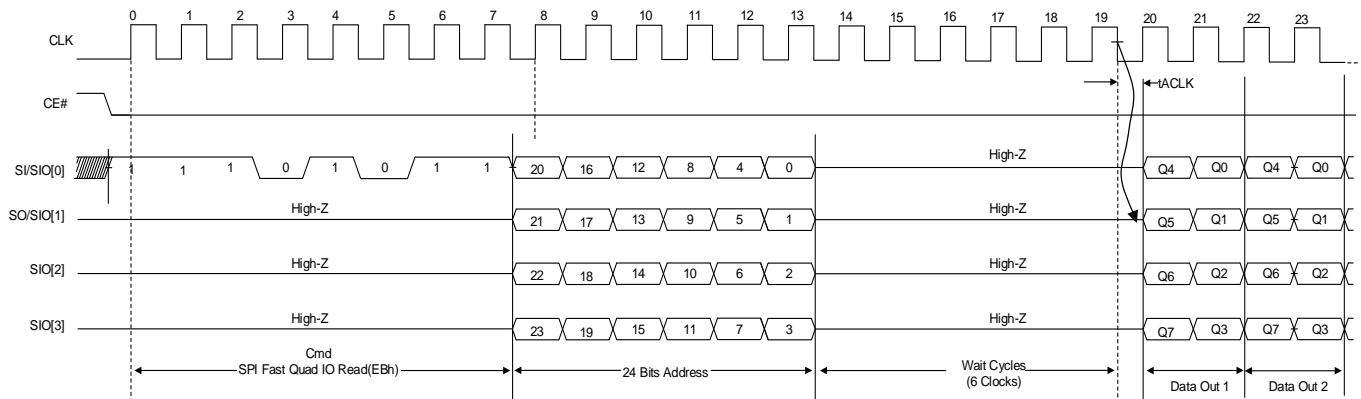 0 1 2 3 4 5 6 7 8 9 10 11 12 13 14 15 16 17 18 19 20 21 22 23
CLK
tACLK
CE#
SI/SIO[0] 1 1 1 0 1 0 1 1 20 16 12 8 4 0 High-Z Q4 Q0 Q4 Q0
SO/SIO[1] High-Z 21 17 13 9 5 1 Q5 Q1 Q5 Q1
SIO[2] High-Z 22 18 14 10 6 2 High-Z Q6 Q2 Q6 Q2
SIO[3] High-Z 23 19 15 11 7 3 High-Z Q7 Q3 Q7 Q3
Cmd
SPI Fast Quad IO Read(EBh)
24 Bits Address
Wait Cycles
(6 Clocks)
Data Out 1
Data Out 2